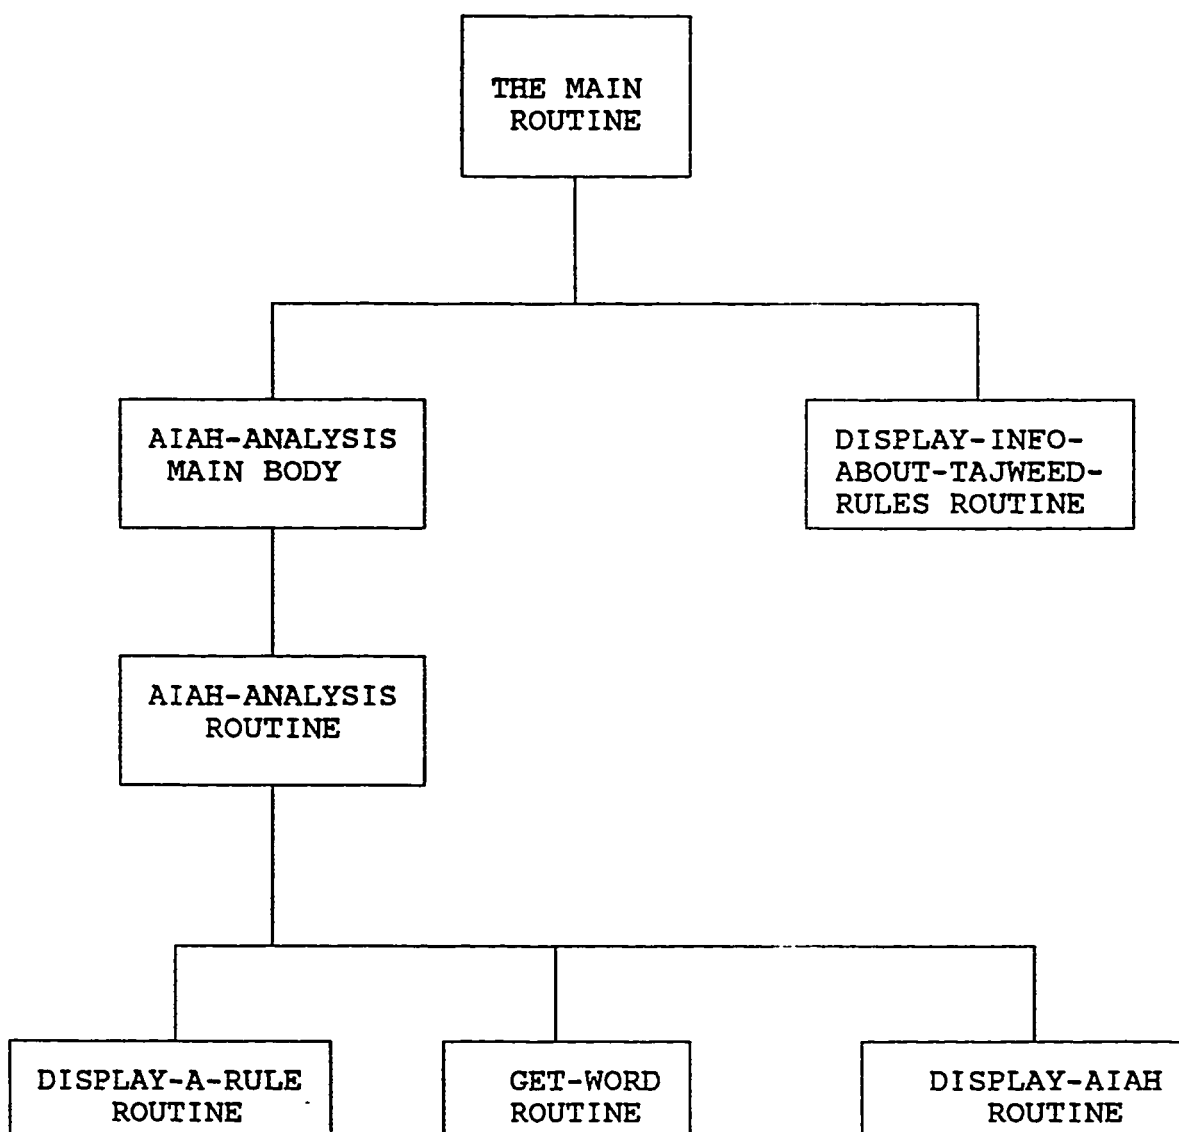 THE MAIN
ROUTINE
AIAH-ANALYSIS
MAIN BODY
DISPLAY-INFO-
ABOUT-TAJWEED-
RULES ROUTINE
AIAH-ANALYSIS
ROUTINE
DISPLAY-A-RULE
ROUTINE
GET-WORD
ROUTINE
DISPLAY-AIAH
ROUTINE